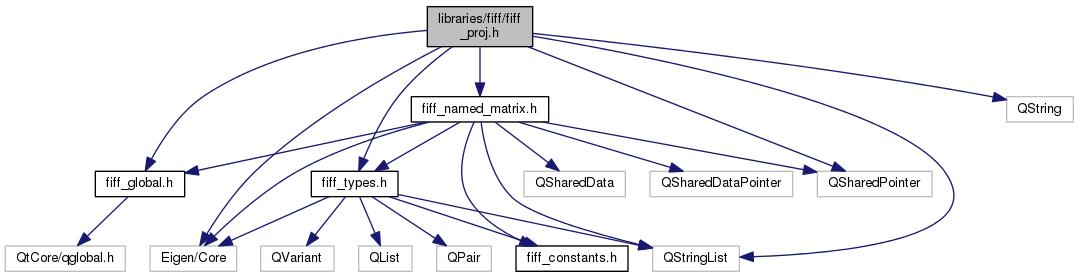 libraries/fiff/fiff
_proj.h
fiff_named_matrix.h
QString
fiff_global.h
fiff_types.h
QSharedData
QSharedDataPointer
QSharedPointer
QtCore/qglobal.h
Eigen/Core
QVariant
QList
QPair
fiff_constants.h
QStringList